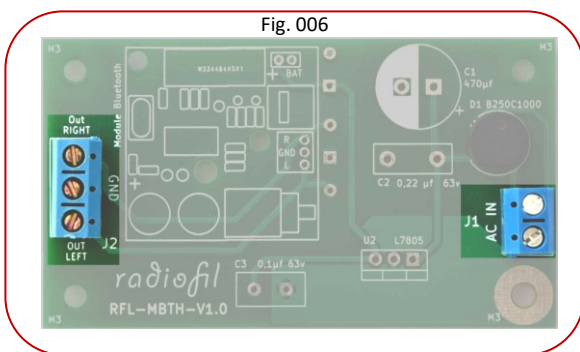 Fig. 006
M3
M3
W2344B4ASX1
BAT
Module Bluetooth
C1
470µf
D1 B250C1000
Out
RIGHT
GND
OUT
LEFT
J2
R
GND
L
C2 0,22 µf 63v
J1
AC IN
U2 L7805
C3 0,1µf 63v
radiofil
RFL-MBTH-V1.0
M3
M3